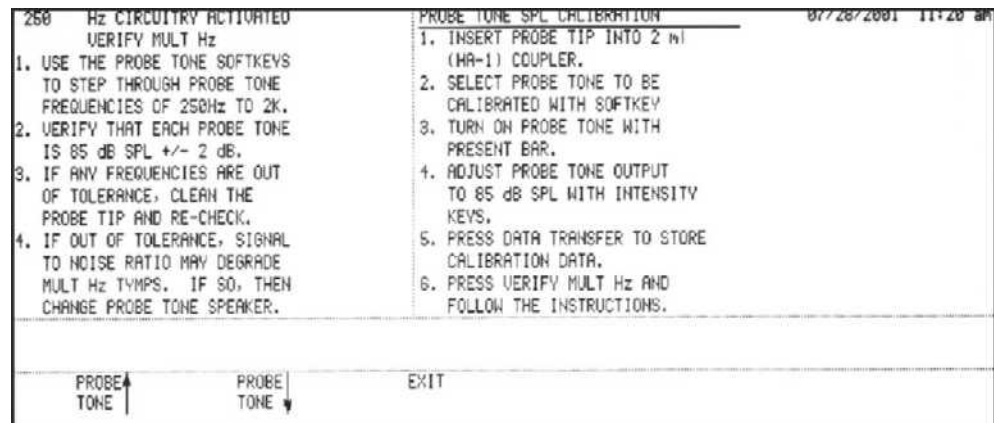 250 Hz CIRCUITRY ACTIVATED
VERIFY MULT Hz
1. USE THE PROBE TONE SOFTKEYS
TO STEP THROUGH PROBE TONE
FREQUENCIES OF 250Hz TO 2K.
2. VERIFY THAT EACH PROBE TONE
IS 85 dB SPL +/- 2 dB.
3. IF ANY FREQUENCIES ARE OUT
OF TOLERANCE, CLEAN THE
PROBE TIP AND RE-CHECK.
4. IF OUT OF TOLERANCE, SIGNAL
TO NOISE RATIO MAY DEGRADE
MULT Hz TYMPS. IF SO, THEN
CHANGE PROBE TONE SPEAKER.
PROBE TONE SPL CALIBRATION
07/28/2001 11:20 am
1. INSERT PROBE TIP INTO 2 ml
(HA-1) COUPLER.
2. SELECT PROBE TONE TO BE
CALIBRATED WITH SOFTKEY
3. TURN ON PROBE TONE WITH
PRESENT BAR.
4. ADJUST PROBE TONE OUTPUT
TO 85 dB SPL WITH INTENSITY
KEYS.
5. PRESS DATA TRANSFER TO STORE
CALIBRATION DATA.
6. PRESS VERIFY MULT Hz AND
FOLLOW THE INSTRUCTIONS.
PROBE
TONE
PROBE
TONE
EXIT